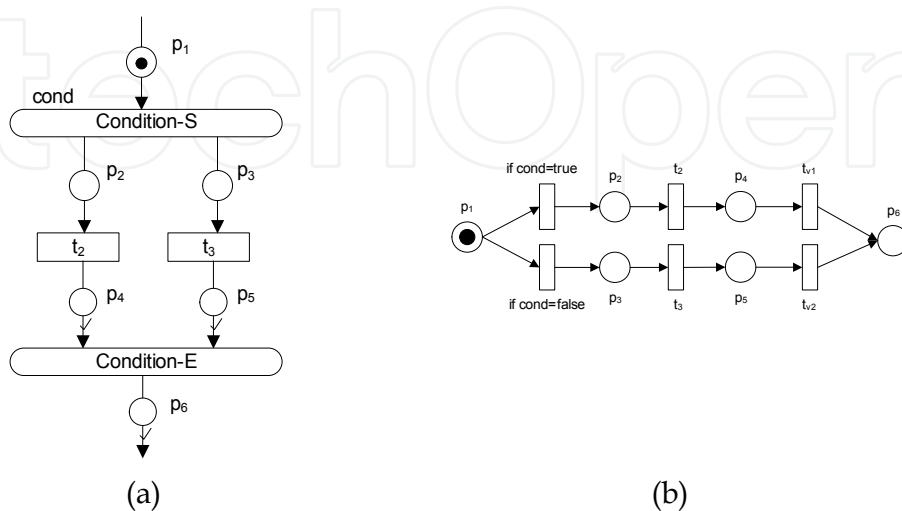 techOpen
p1
cond
Condition-S
p2
p3
t2
t3
p4
p5
Condition-E
p6
(a)
if cond=true
p2
t2
p4
tv1
p1
p6
if cond=false
p3
t3
p5
tv2
(b)